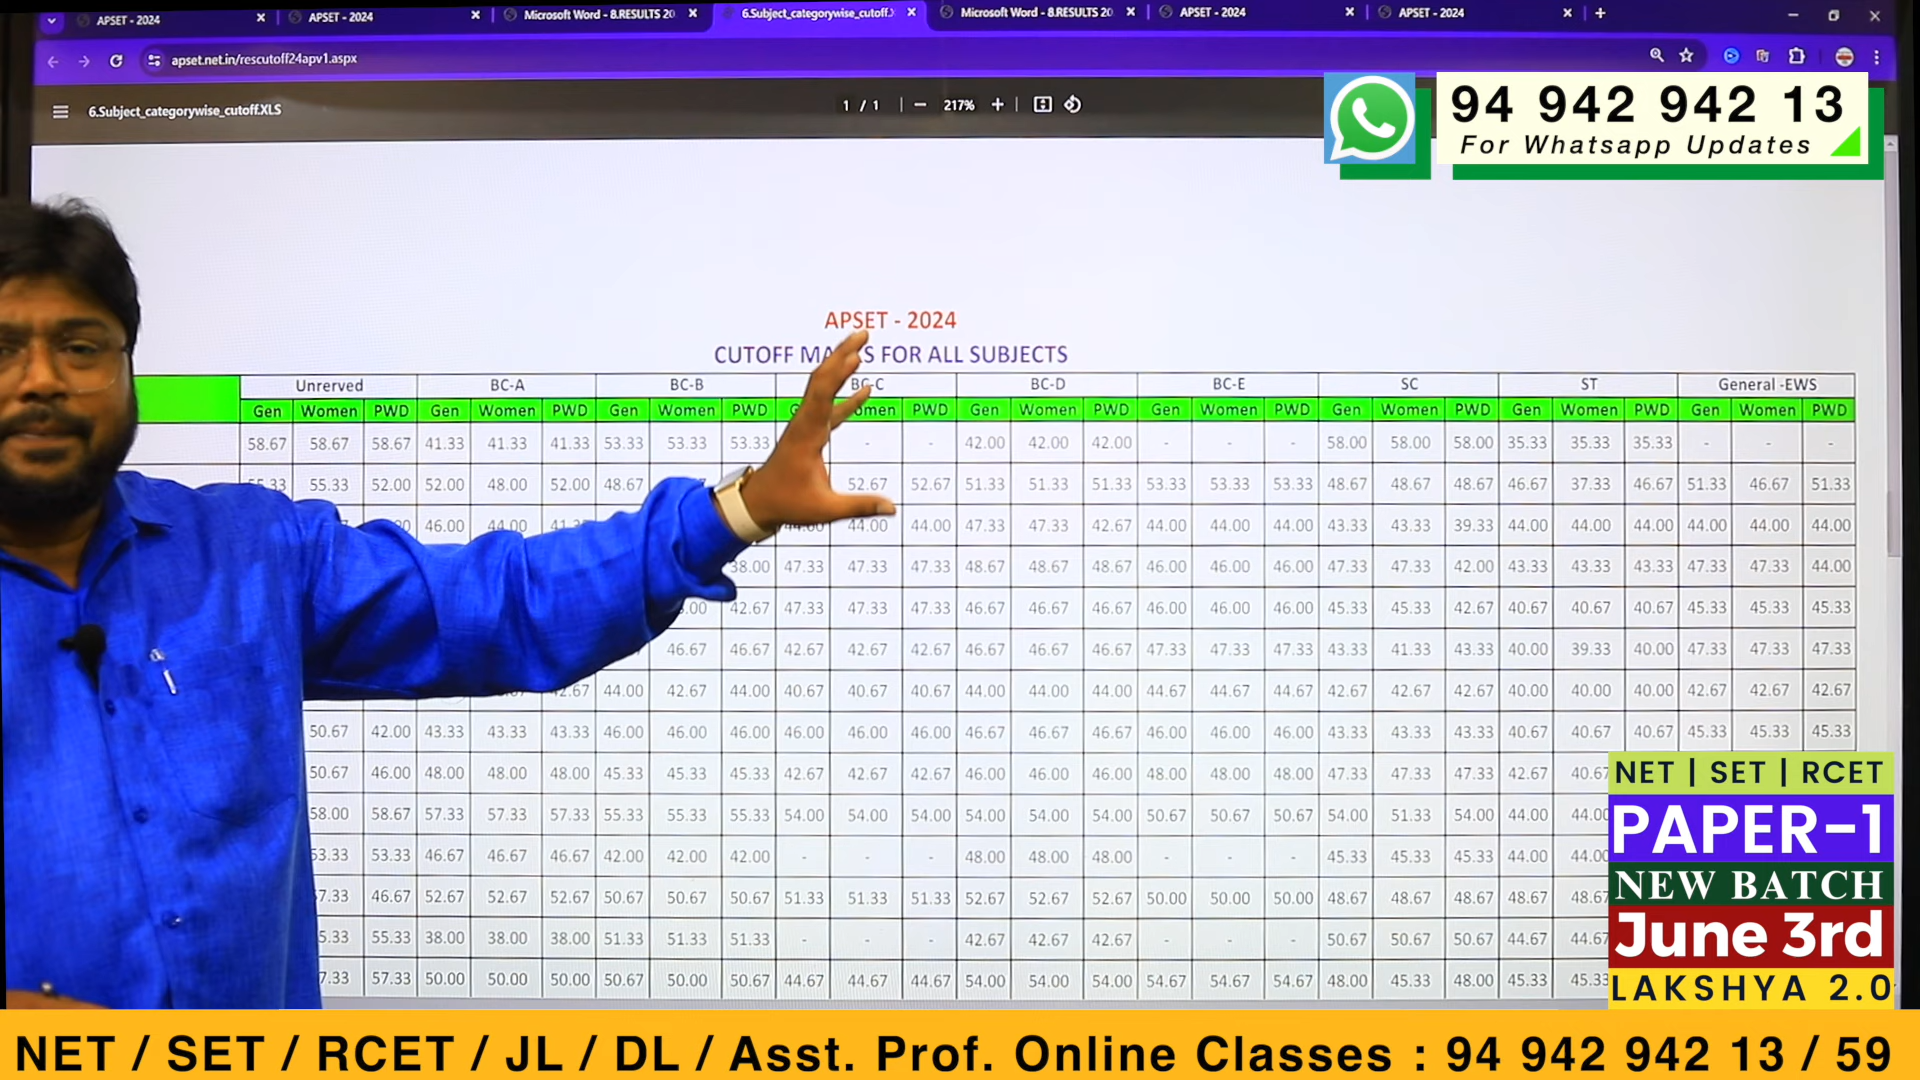 APSET - 2024
APSET - 2024
Microsoft Word - 8.RESULTS 20
6.Subject_categorywise_cutoff.
Microsoft Word - 8.RESULTS 20
APSET - 2024
APSET - 2024
apset.net.in/rescutoff24apv1.aspx
6.Subject_categorywise_cutoff.XLS
1 / 1
217%
94 942 942 13
For Whatsapp Updates
APSET - 2024
CUTOFF MARKS FOR ALL SUBJECTS
Unrerved BC-A BC-B BC-C BC-D BC-E SC ST General -EWS
Gen Women PWD Gen Women PWD Gen Women PWD PWD Gen Women PWD Gen Women PWD Gen Women PWD Gen Women PWD Gen Women PWD
58.67 58.67 58.67 41.33 41.33 41.33 53.33 53.33 53.33 - - 42.00 42.00 42.00 - - - 58.00 58.00 58.00 35.33 35.33 35.33 - - -
55.33 52.00 52.00 48.00 52.00 48.67 52.67 52.67 51.33 51.33 51.33 53.33 53.33 53.33 48.67 48.67 48.67 46.67 37.33 46.67 51.33 46.67 51.33
46.00 44.00 44.00 44.00 44.00 47.33 47.33 42.67 44.00 44.00 44.00 43.33 43.33 39.33 44.00 44.00 44.00 44.00 44.00 44.00
38.00 47.33 47.33 47.33 48.67 48.67 48.67 46.00 46.00 46.00 47.33 47.33 42.00 43.33 43.33 43.33 47.33 47.33 44.00
42.67 47.33 47.33 47.33 46.67 46.67 46.67 46.00 46.00 46.00 45.33 45.33 42.67 40.67 40.67 40.67 45.33 45.33 45.33
46.67 46.67 42.67 42.67 42.67 46.67 46.67 46.67 47.33 47.33 47.33 43.33 41.33 43.33 40.00 39.33 40.00 47.33 47.33 47.33
42.67 44.00 42.67 44.00 40.67 40.67 40.67 44.00 44.00 44.00 44.67 44.67 44.67 42.67 42.67 42.67 40.00 40.00 40.00 42.67 42.67 42.67
50.67 42.00 43.33 43.33 43.33 46.00 46.00 46.00 46.00 46.00 46.00 46.67 46.67 46.67 46.00 46.00 46.00 43.33 43.33 43.33 40.67 40.67 40.67 45.33 45.33 45.33
50.67 46.00 48.00 48.00 48.00 45.33 45.33 45.33 42.67 42.67 42.67 46.00 46.00 46.00 48.00 48.00 48.00 47.33 47.33 47.33 42.67 40.67
58.00 58.67 57.33 57.33 57.33 55.33 55.33 55.33 54.00 54.00 54.00 54.00 54.00 54.00 50.67 50.67 50.67 54.00 51.33 54.00 44.00 44.00
53.33 53.33 46.67 46.67 46.67 42.00 42.00 42.00 - - - 48.00 48.00 48.00 - - - 45.33 45.33 45.33 44.00 44.00
7.33 46.67 52.67 52.67 52.67 50.67 50.67 50.67 51.33 51.33 51.33 52.67 52.67 52.67 50.00 50.00 50.00 48.67 48.67 48.67 48.67 48.67
5.33 55.33 38.00 38.00 38.00 51.33 51.33 51.33 - - - 42.67 42.67 42.67 - - - 50.67 50.67 50.67 44.67 44.67
7.33 57.33 50.00 50.00 50.00 50.67 50.00 50.67 44.67 44.67 44.67 54.00 54.00 54.00 54.67 54.67 54.67 48.00 45.33 48.00 45.33 45.33
NET | SET | RCET
PAPER-1
NEW BATCH
June 3rd
LAKSHYA 2.0
NET / SET / RCET / JL / DL / Asst. Prof. Online Classes : 94 942 942 13 / 59